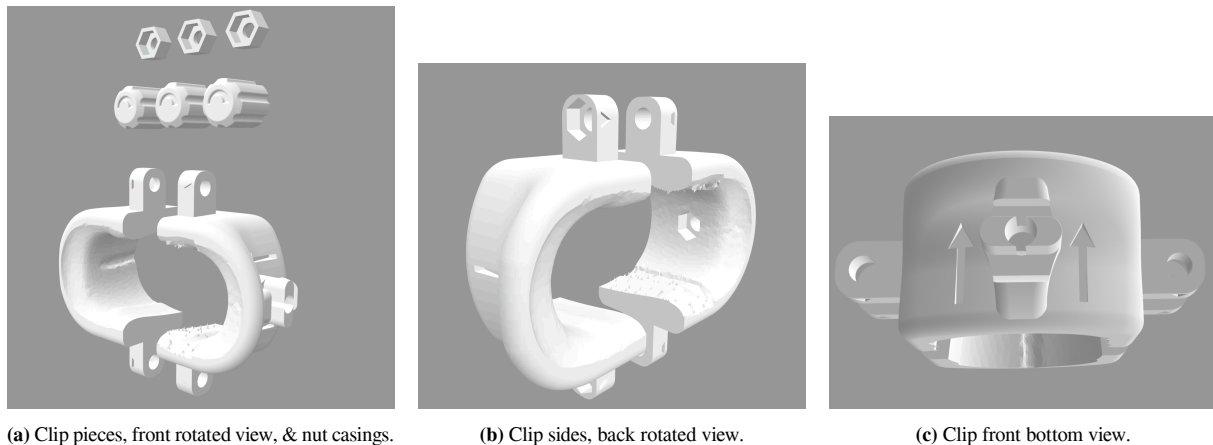 (a) Clip pieces, front rotated view, & nut casings.
(b) Clip sides, back rotated view.
(c) Clip front bottom view.